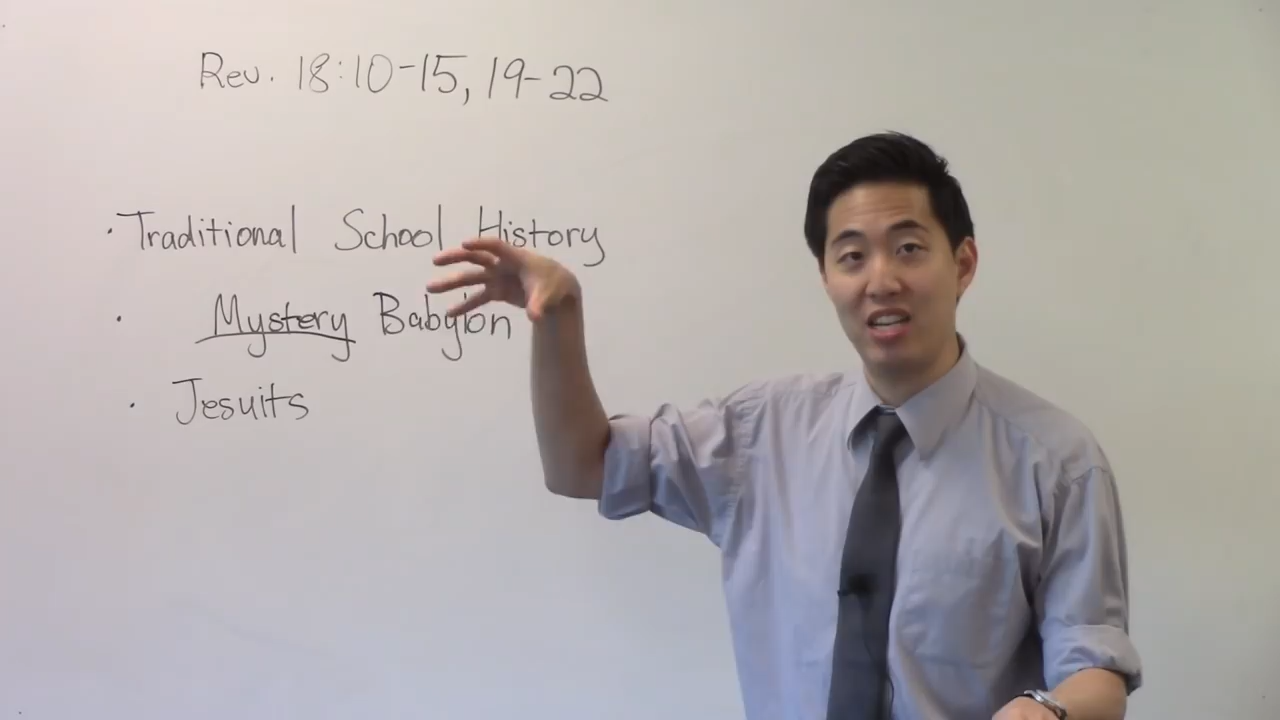 Rev. 18:10-15, 19-22
· Traditional School History
· Mystery Babylon
· Jesuits